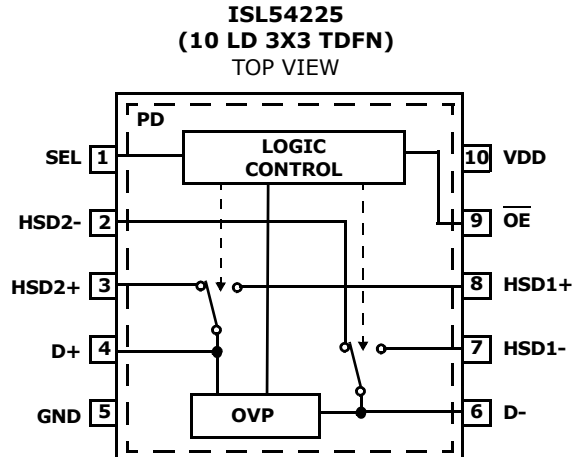 ISL54225
(10 LD 3X3 TDFN)
TOP VIEW
PD
LOGIC
CONTROL
SEL 1
10 VDD
HSD2- 2
9 OE
HSD2+ 3
8 HSD1+
D+ 4
7 HSD1-
GND 5
OVP
6 D-